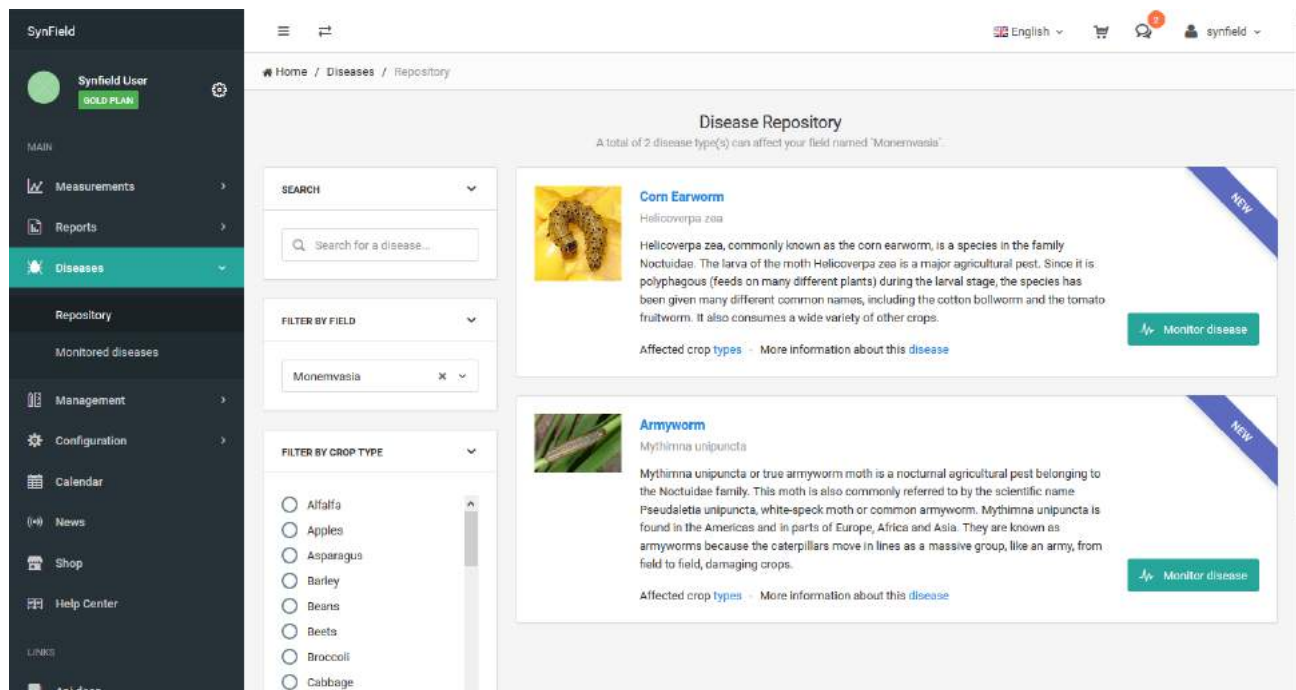 SynField
English
2
synfield
Synfield User
GOLD PLAN
Home / Diseases / Repository
MAIN
Measurements
Reports
Diseases
Repository
Monitored diseases
Management
Configuration
Calendar
News
Shop
Help Center
LINKS
Disease Repository
A total of 2 disease type(s) can affect your field named `Monemvasia`.
SEARCH
Search for a disease...
FILTER BY FIELD
Monemvasia
FILTER BY CROP TYPE
Alfalfa
Apples
Asparagus
Barley
Beans
Beets
Broccoli
Cabbage
NEW
Corn Earworm
Helicoverpa zea
Helicoverpa zea, commonly known as the corn earworm, is a species in the family
Noctuidae. The larva of the moth Helicoverpa zea is a major agricultural pest. Since it is
polyphagous (feeds on many different plants) during the larval stage, the species has
been given many different common names, including the cotton bollworm and the tomato
fruitworm. It also consumes a wide variety of other crops.
Monitor disease
Affected crop types - More information about this disease
NEW
Armyworm
Mythimna unipuncta
Mythimna unipuncta or true armyworm moth is a nocturnal agricultural pest belonging to
the Noctuidae family. This moth is also commonly referred to by the scientific name
Pseudaletia unipuncta, white-speck moth or common armyworm. Mythimna unipuncta is
found in the Americas and in parts of Europe, Africa and Asia. They are known as
armyworms because the caterpillars move in lines as a massive group, like an army, from
field to field, damaging crops.
Monitor disease
Affected crop types - More information about this disease